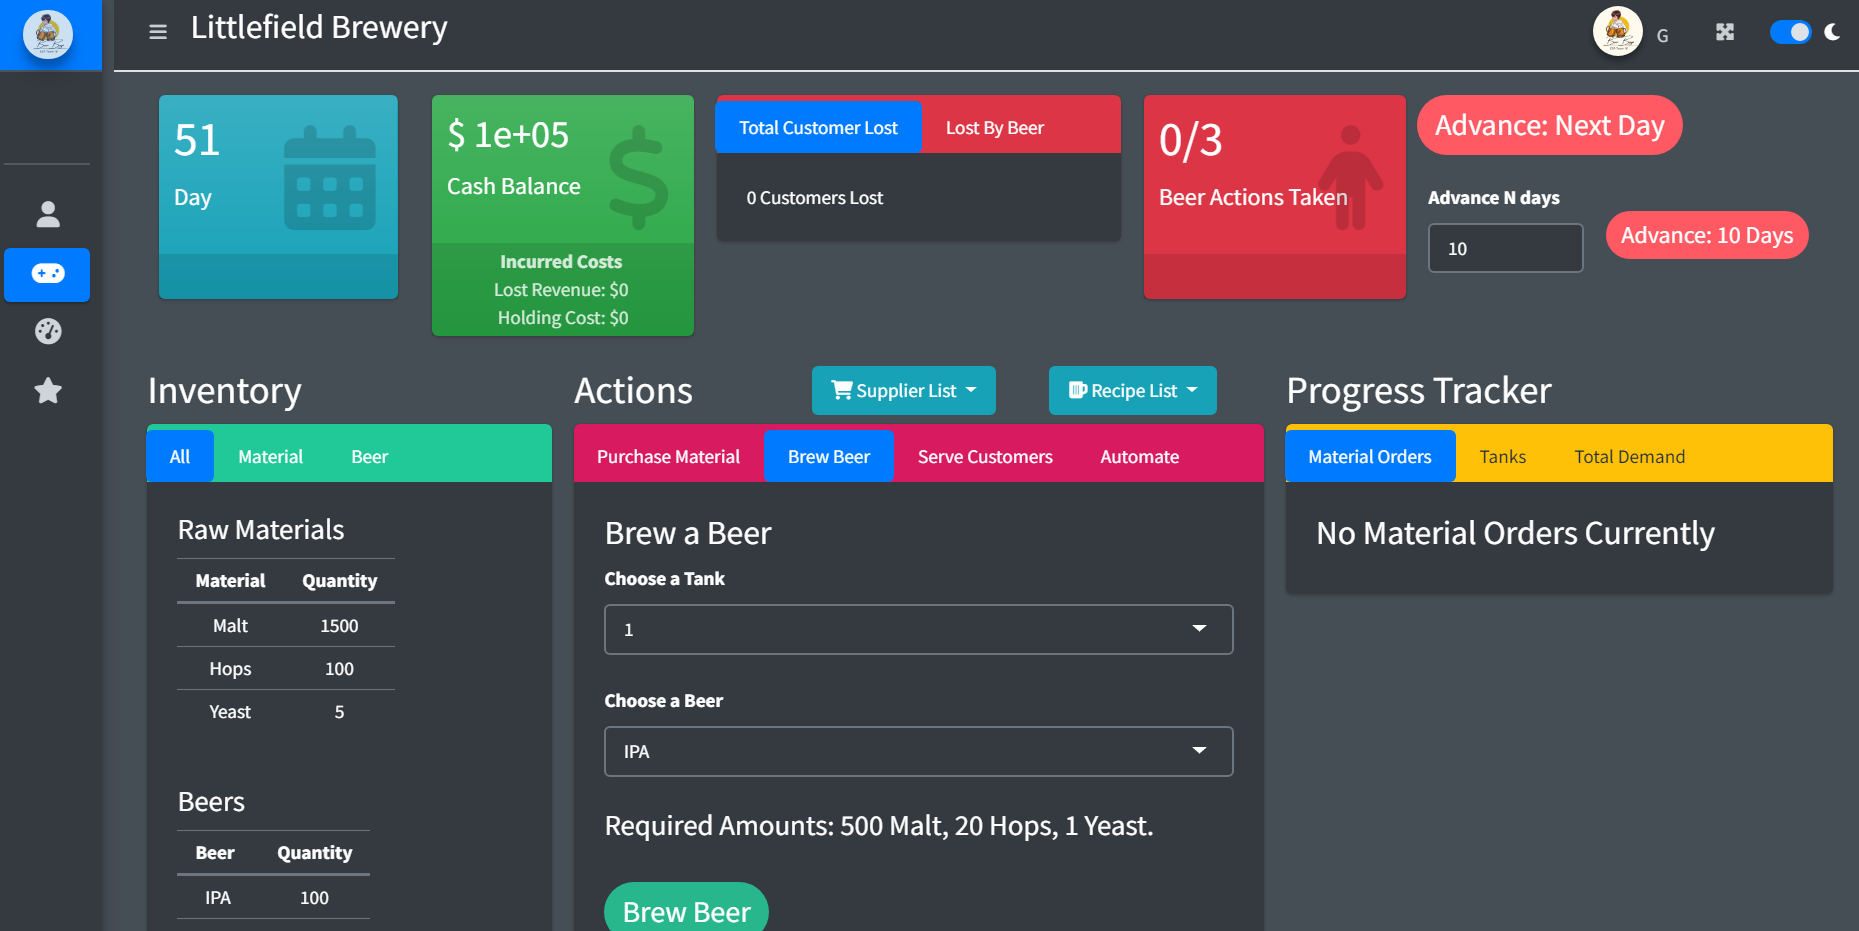 Littlefield Brewery
G
51
Day
$ 1e+05
Cash Balance
Incurred Costs
Lost Revenue: $0
Holding Cost: $0
Total Customer Lost
Lost By Beer
0 Customers Lost
0/3
Beer Actions Taken
Advance: Next Day
Advance N days
10
Advance: 10 Days
Inventory
All
Material
Beer
Raw Materials
Material Quantity
Malt 1500
Hops 100
Yeast 5
Beers
Beer Quantity
IPA 100
Actions
Supplier List
Recipe List
Purchase Material
Brew Beer
Serve Customers
Automate
Brew a Beer
Choose a Tank
1
Choose a Beer
IPA
Required Amounts: 500 Malt, 20 Hops, 1 Yeast.
Brew Beer
Progress Tracker
Material Orders
Tanks
Total Demand
No Material Orders Currently